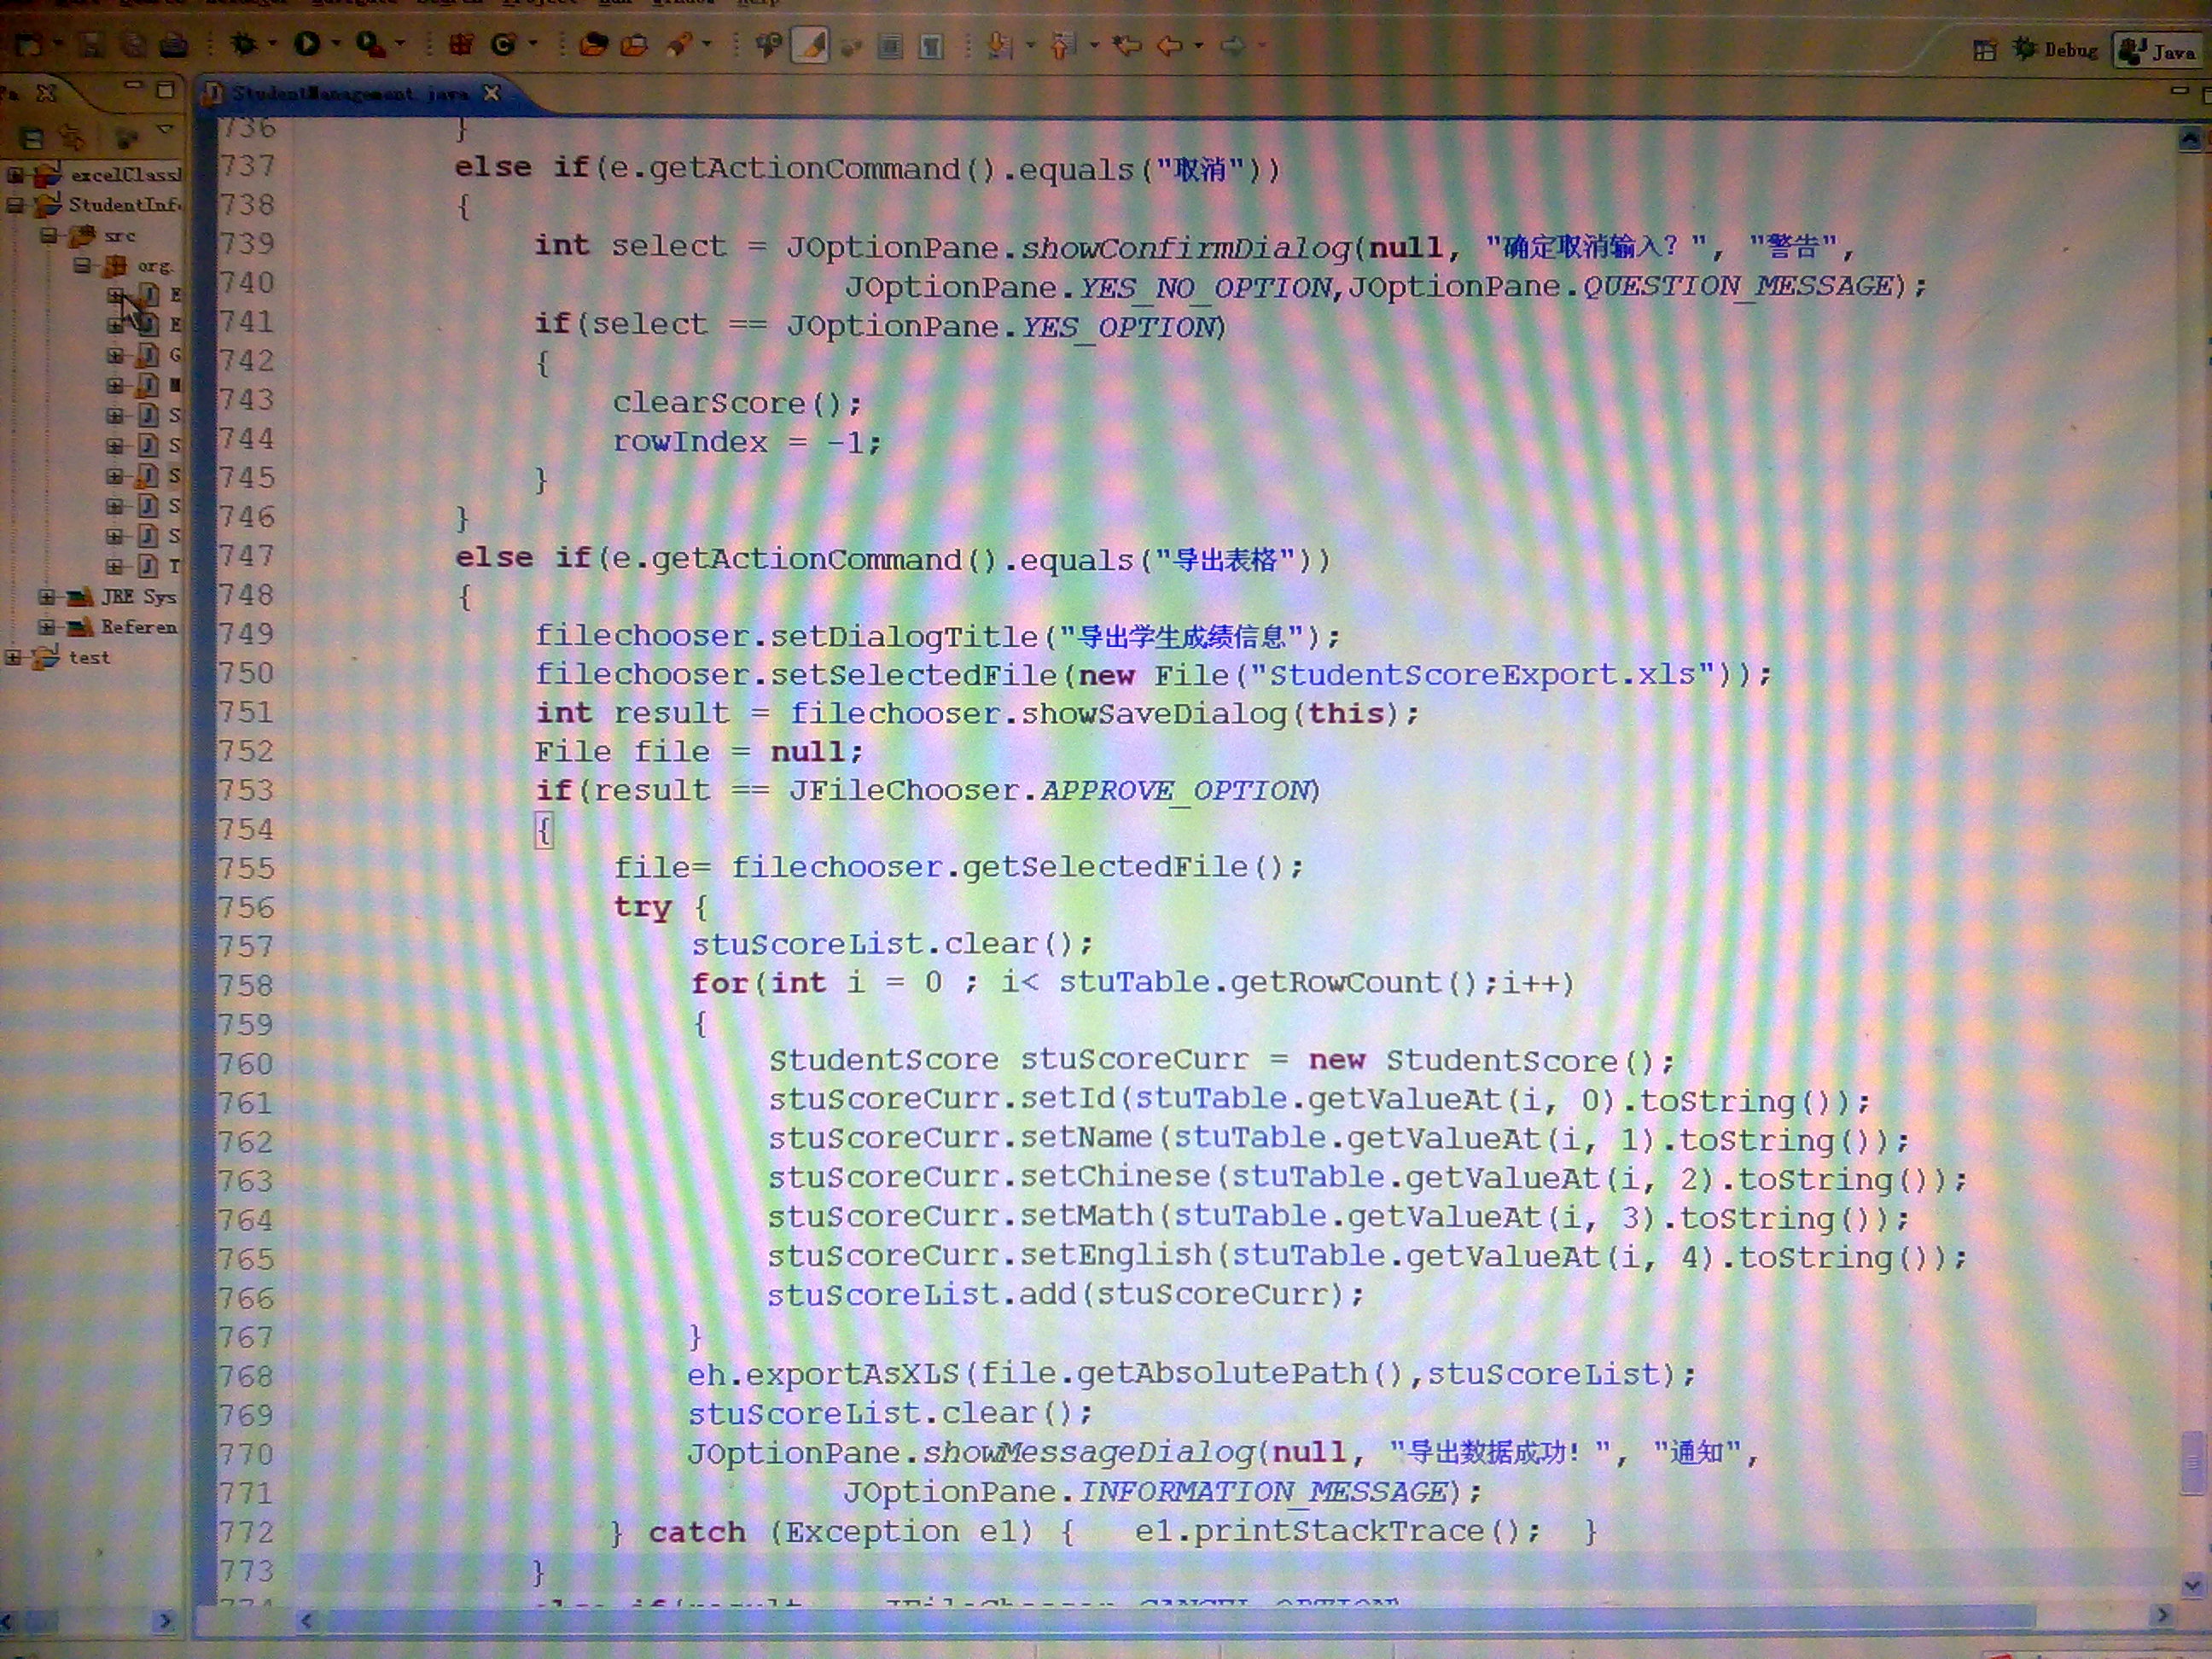 Debug
Java
StudentManagement.java
excelClass
StudentInf
src
org.
E
E
G
M
S
S
S
S
S
T
JRE Sys
Referen
test
736 }
737 else if(e.getActionCommand().equals("取消"))
738 {
739 int select = JOptionPane.showConfirmDialog(null, "确定取消输入？", "警告",
740 JOptionPane.YES_NO_OPTION,JOptionPane.QUESTION_MESSAGE);
741 if(select == JOptionPane.YES_OPTION)
742 {
743 clearScore();
744 rowIndex = -1;
745 }
746 }
747 else if(e.getActionCommand().equals("导出表格"))
748 {
749 filechooser.setDialogTitle("导出学生成绩信息");
750 filechooser.setSelectedFile(new File("StudentScoreExport.xls"));
751 int result = filechooser.showSaveDialog(this);
752 File file = null;
753 if(result == JFileChooser.APPROVE_OPTION)
754 {
755 file= filechooser.getSelectedFile();
756 try {
757 stuScoreList.clear();
758 for(int i = 0 ; i< stuTable.getRowCount();i++)
759 {
760 StudentScore stuScoreCurr = new StudentScore();
761 stuScoreCurr.setId(stuTable.getValueAt(i, 0).toString());
762 stuScoreCurr.setName(stuTable.getValueAt(i, 1).toString());
763 stuScoreCurr.setChinese(stuTable.getValueAt(i, 2).toString());
764 stuScoreCurr.setMath(stuTable.getValueAt(i, 3).toString());
765 stuScoreCurr.setEnglish(stuTable.getValueAt(i, 4).toString());
766 stuScoreList.add(stuScoreCurr);
767 }
768 eh.exportAsXLS(file.getAbsolutePath(),stuScoreList);
769 stuScoreList.clear();
770 JOptionPane.showMessageDialog(null, "导出数据成功！", "通知",
771 JOptionPane.INFORMATION_MESSAGE);
772 } catch (Exception e1) { e1.printStackTrace(); }
773 }